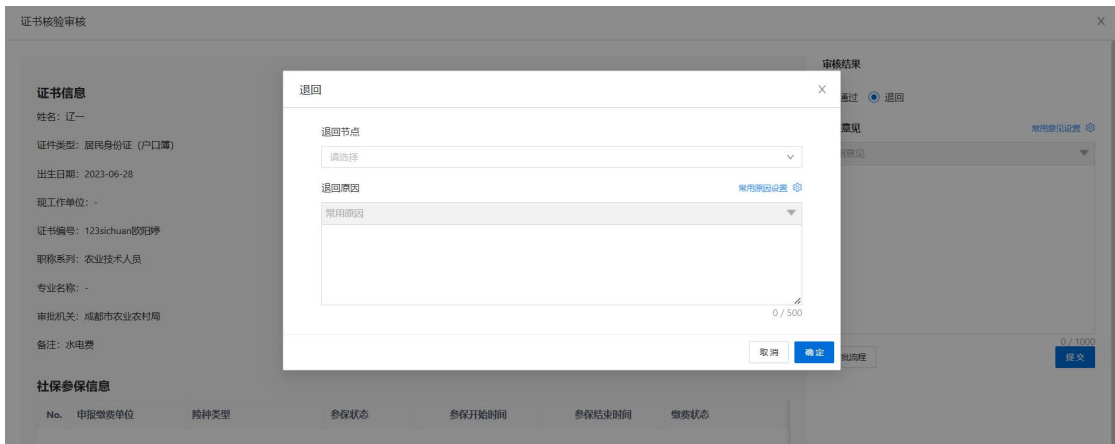 证书核验审核
证书信息
姓名：辽一
证件类型：居民身份证（户口簿）
出生日期：2023-06-28
现工作单位：-
证书编号：123sichuan欧阳婷
职称系列：农业技术人员
专业名称：-
审批机关：成都市农业农村局
备注：水电费
社保参保信息
No. 申报缴费单位 险种类型 参保状态 参保开始时间 参保结束时间 缴费状态
退回
退回节点
请选择
退回原因 常用原因设置
常用原因
0 / 500
取消 确定
审核结果
通过 退回
意见 常用意见设置
用意见
0 / 1000
批流程 提交